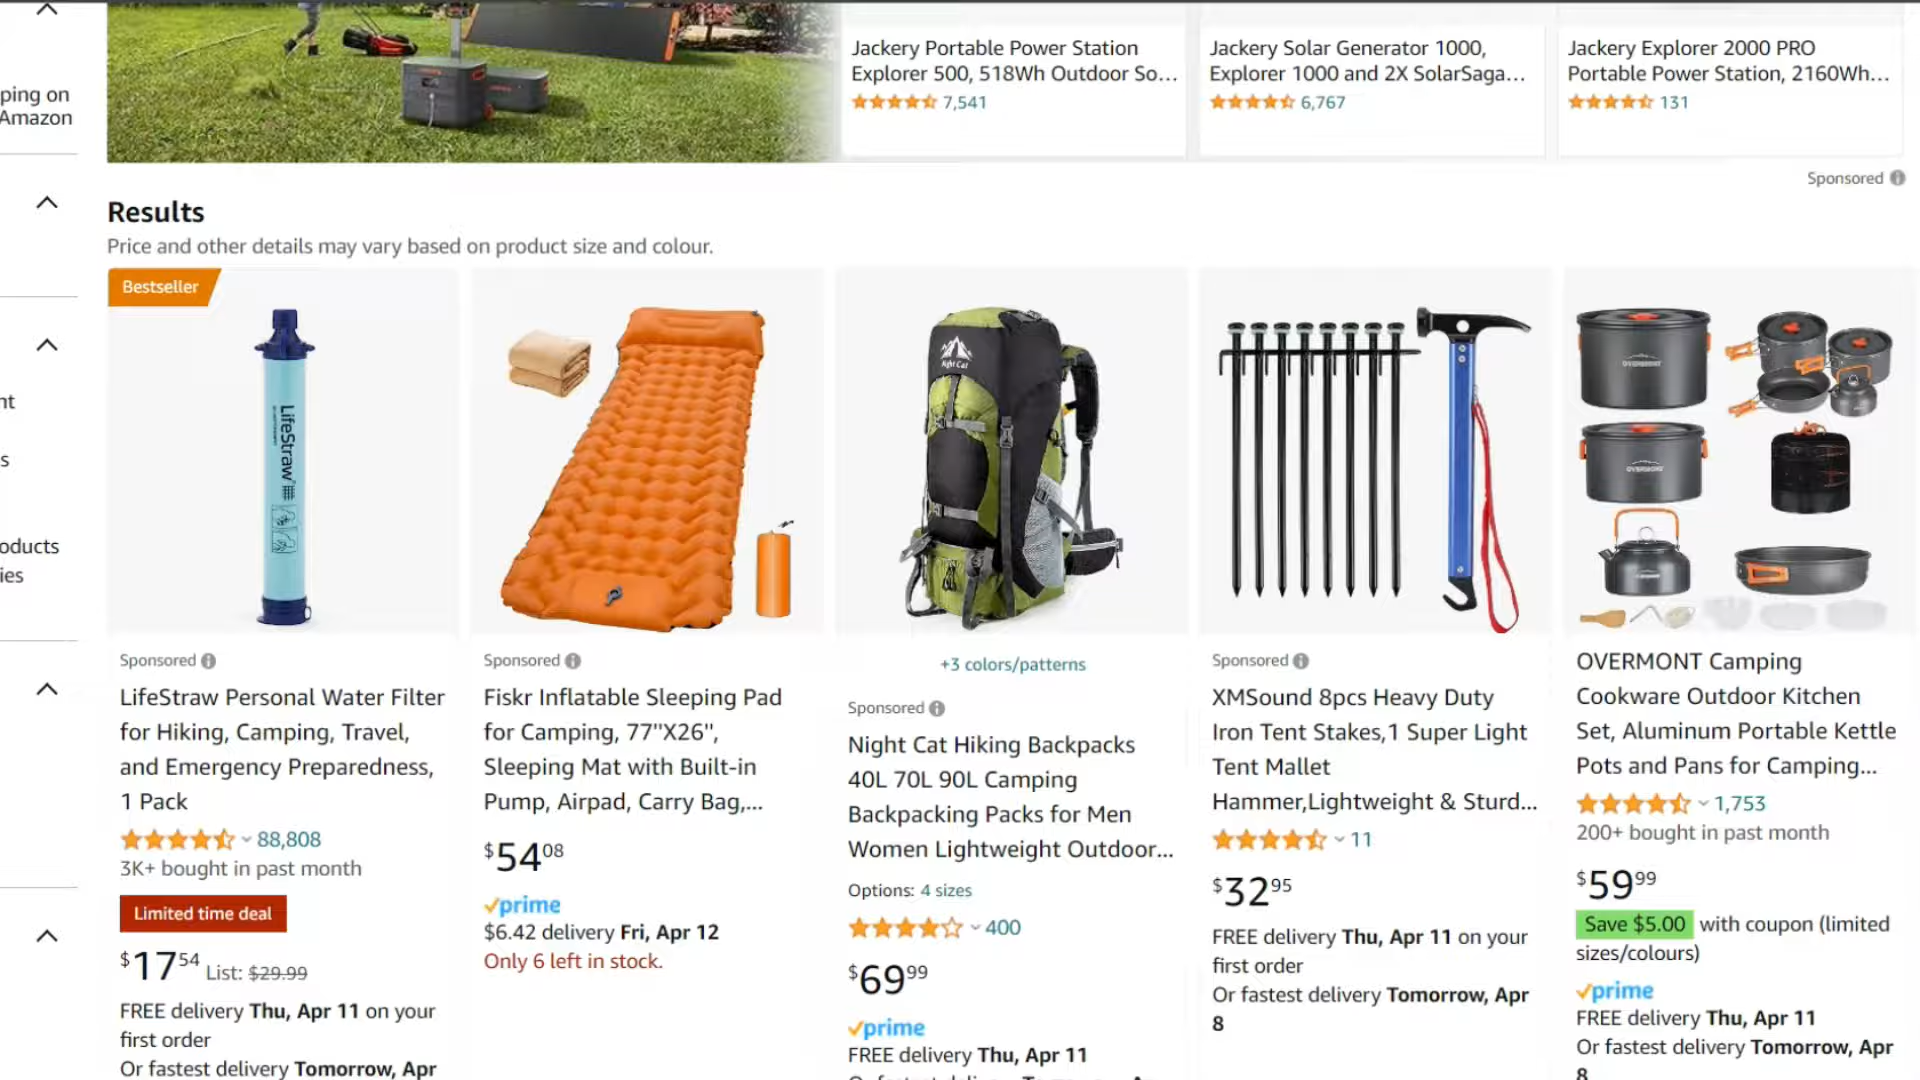 ping on
Amazon
nt
s
oducts
ies
Jackery Portable Power Station
Explorer 500, 518Wh Outdoor So...
7,541
Jackery Solar Generator 1000,
Explorer 1000 and 2X SolarSaga...
6,767
Jackery Explorer 2000 PRO
Portable Power Station, 2160Wh...
131
Sponsored
Results
Price and other details may vary based on product size and colour.
Bestseller
LifeStraw
Sponsored
LifeStraw Personal Water Filter
for Hiking, Camping, Travel,
and Emergency Preparedness,
1 Pack
88,808
3K+ bought in past month
Limited time deal
$17.54 List: $29.99
FREE delivery Thu, Apr 11 on your
first order
Or fastest delivery Tomorrow, Apr
Sponsored
Fiskr Inflatable Sleeping Pad
for Camping, 77''X26'',
Sleeping Mat with Built-in
Pump, Airpad, Carry Bag,...
$54.08
prime
$6.42 delivery Fri, Apr 12
Only 6 left in stock.
Night Cat
+3 colors/patterns
Sponsored
Night Cat Hiking Backpacks
40L 70L 90L Camping
Backpacking Packs for Men
Women Lightweight Outdoor...
Options: 4 sizes
400
$69.99
prime
FREE delivery Thu, Apr 11
Sponsored
XMSound 8pcs Heavy Duty
Iron Tent Stakes,1 Super Light
Tent Mallet
Hammer,Lightweight & Sturd...
11
$32.95
FREE delivery Thu, Apr 11 on your
first order
Or fastest delivery Tomorrow, Apr
8
OVERMONT
OVERMONT
OVERMONT Camping
Cookware Outdoor Kitchen
Set, Aluminum Portable Kettle
Pots and Pans for Camping...
1,753
200+ bought in past month
$59.99
Save $5.00 with coupon (limited
sizes/colours)
prime
FREE delivery Thu, Apr 11
Or fastest delivery Tomorrow, Apr
8